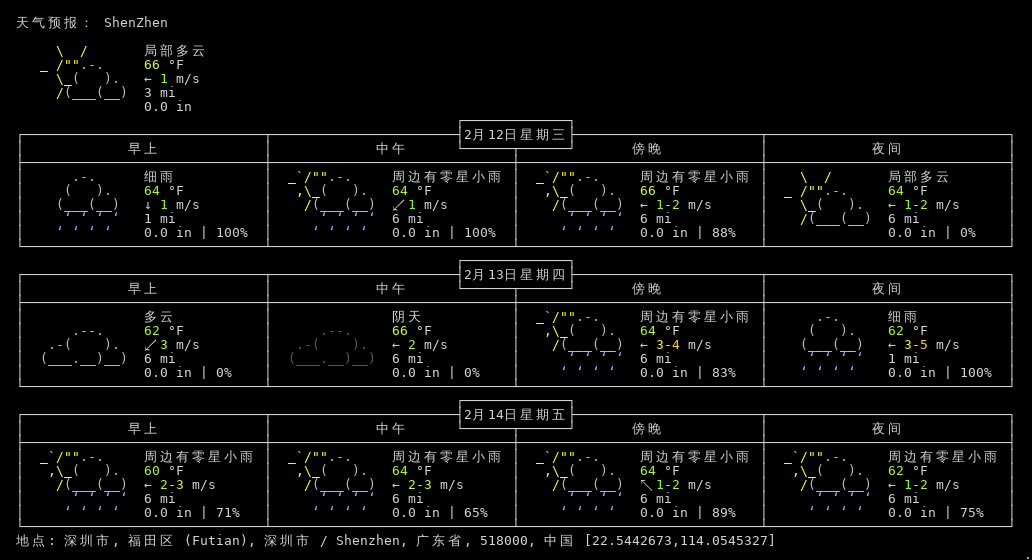 天气预报： ShenZhen
局部多云
66 °F
← 1 m/s
3 mi
0.0 in
2月12日星期三
早上 中午 傍晚 夜间
细雨 周边有零星小雨 周边有零星小雨 局部多云
64 °F 64 °F 66 °F 64 °F
↓ 1 m/s ↙ 1 m/s ← 1-2 m/s ← 1-2 m/s
1 mi 6 mi 6 mi 6 mi
0.0 in | 100% 0.0 in | 100% 0.0 in | 88% 0.0 in | 0%
2月13日星期四
早上 中午 傍晚 夜间
多云 阴天 周边有零星小雨 细雨
62 °F 66 °F 64 °F 62 °F
↙ 3 m/s ← 2 m/s ← 3-4 m/s ← 3-5 m/s
6 mi 6 mi 6 mi 1 mi
0.0 in | 0% 0.0 in | 0% 0.0 in | 83% 0.0 in | 100%
2月14日星期五
早上 中午 傍晚 夜间
周边有零星小雨 周边有零星小雨 周边有零星小雨 周边有零星小雨
60 °F 64 °F 64 °F 62 °F
← 2-3 m/s ← 2-3 m/s ↖ 1-2 m/s ← 1-2 m/s
6 mi 6 mi 6 mi 6 mi
0.0 in | 71% 0.0 in | 65% 0.0 in | 89% 0.0 in | 75%
地点: 深圳市, 福田区 (Futian), 深圳市 / Shenzhen, 广东省, 518000, 中国 [22.5442673,114.0545327]